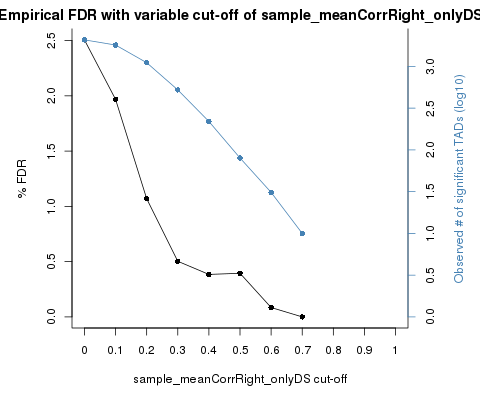 Empirical FDR with variable cut-off of sample_meanCorrRight_onlyDS
2.5
2.0
1.5
1.0
0.5
0.0
% FDR
3.0
2.5
2.0
1.5
1.0
0.5
0.0
Observed # of significant TADs (log10)
0 0.1 0.2 0.3 0.4 0.5 0.6 0.7 0.8 0.9 1
sample_meanCorrRight_onlyDS cut-off